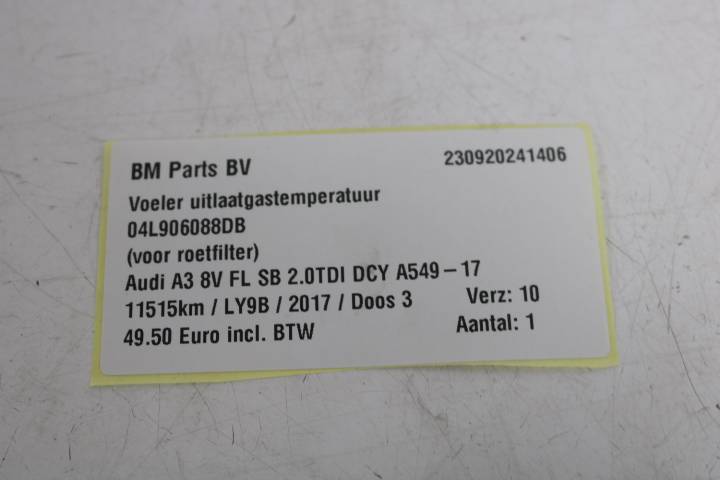 BM Parts BV 230920241406
Voeler uitlaatgastemperatuur
04L906088DB
(voor roetfilter)
Audi A3 8V FL SB 2.0TDI DCY A549-17
11515km / LY9B / 2017 / Doos 3 Verz: 10
49.50 Euro incl. BTW Aantal: 1